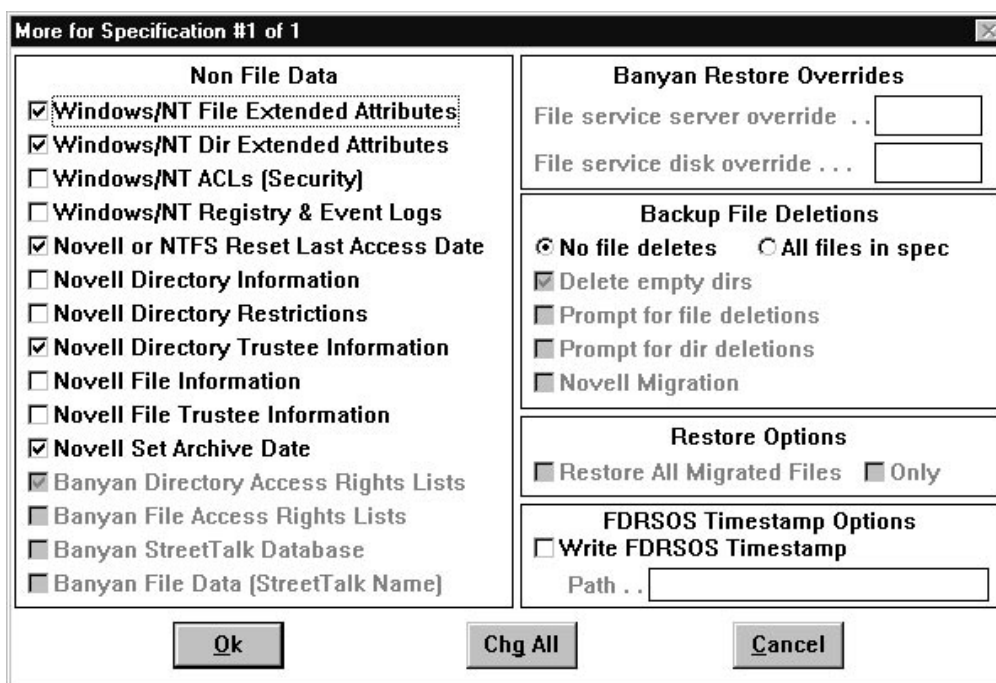 More for Specification #1 of 1
Non File Data
Windows/NT File Extended Attributes
Windows/NT Dir Extended Attributes
Windows/NT ACLs (Security)
Windows/NT Registry & Event Logs
Novell or NTFS Reset Last Access Date
Novell Directory Information
Novell Directory Restrictions
Novell Directory Trustee Information
Novell File Information
Novell File Trustee Information
Novell Set Archive Date
Banyan Directory Access Rights Lists
Banyan File Access Rights Lists
Banyan StreetTalk Database
Banyan File Data (StreetTalk Name)
Banyan Restore Overrides
File service server override . .
File service disk override . . .
Backup File Deletions
No file deletes All files in spec
Delete empty dirs
Prompt for file deletions
Prompt for dir deletions
Novell Migration
Restore Options
Restore All Migrated Files Only
FDRSOS Timestamp Options
Write FDRSOS Timestamp
Path . .
Ok Chg All Cancel